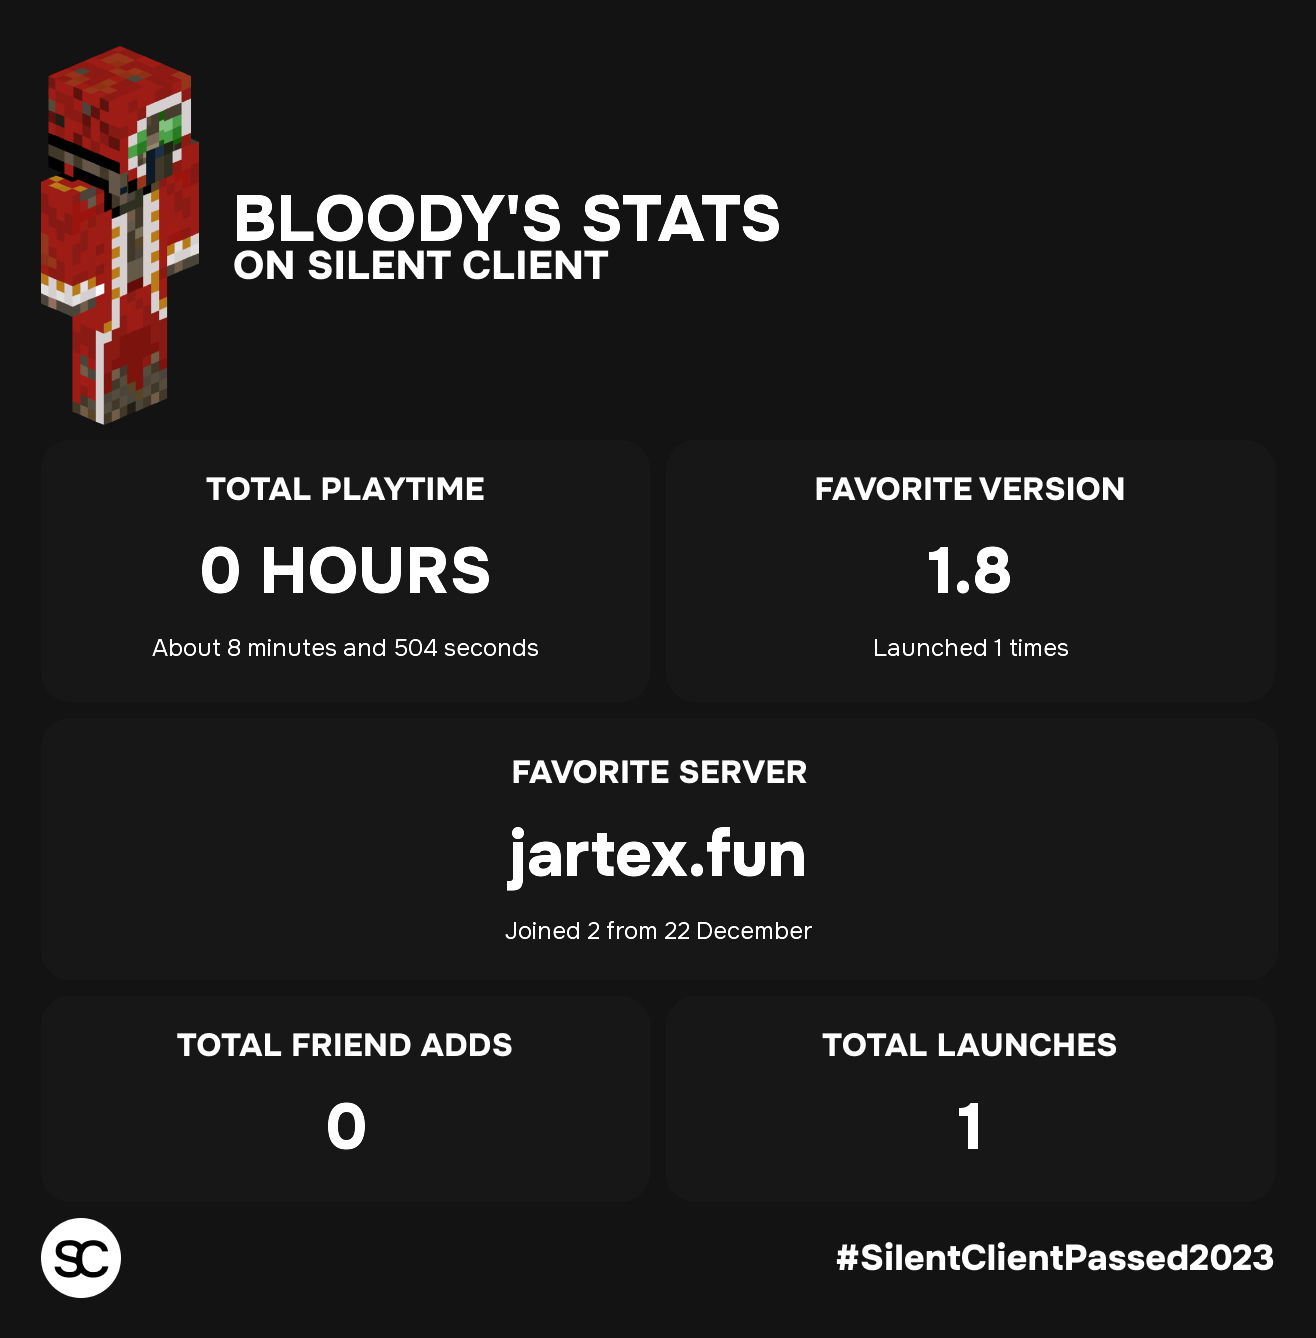 BLOODY'S STATS
ON SILENT CLIENT
TOTAL PLAYTIME
0 HOURS
About 8 minutes and 504 seconds
FAVORITE VERSION
1.8
Launched 1 times
FAVORITE SERVER
jartex.fun
Joined 2 from 22 December
TOTAL FRIEND ADDS
0
TOTAL LAUNCHES
1
SC
#SilentClientPassed2023